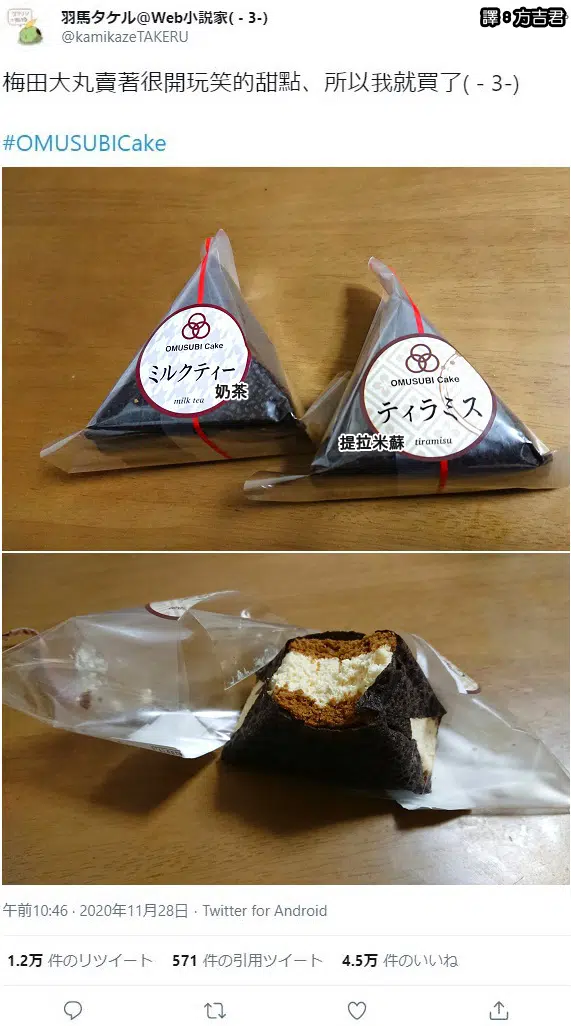 羽馬タケル@Web小説家( - 3-)
@kamikazeTAKERU
譯8方吉君
梅田大丸賣著很開玩笑的甜點、所以我就買了( - 3-)
#OMUSUBICake
OMUSUBI Cake
ミルクティー
奶茶
milk tea
OMUSUBI Cake
ティラミス
提拉米蘇
tiramisu
午前10:46 · 2020年11月28日 · Twitter for Android
1.2万 件のリツイート 571 件の引用ツイート 4.5万 件のいいね